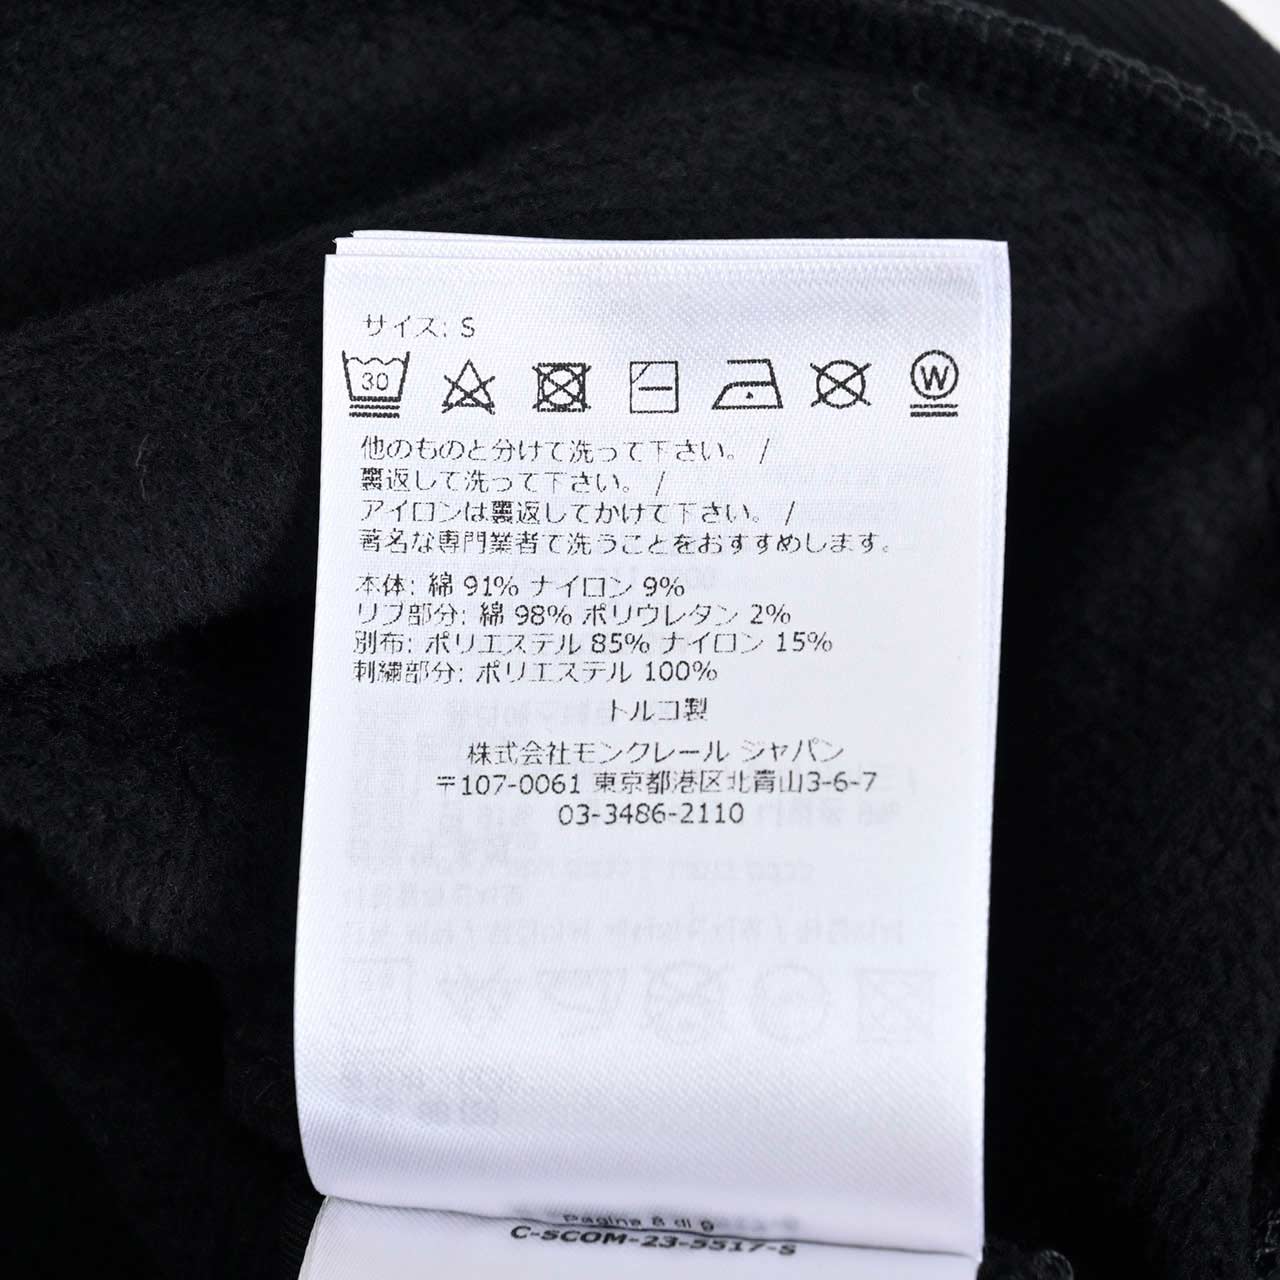 サイズ: S
30 W
他のものと分けて洗って下さい。 /
裏返して洗って下さい。 /
アイロンは裏返してかけて下さい。 /
著名な専門業者で洗うことをおすすめします。
本体: 綿 91% ナイロン 9%
リブ部分: 綿 98% ポリウレタン 2%
別布: ポリエステル 85% ナイロン 15%
刺繍部分: ポリエステル 100%
トルコ製
株式会社モンクレール ジャパン
〒107-0061 東京都港区北青山3-6-7
03-3486-2110
Pagina 8 di 9
C-SCOM-23-5517-S